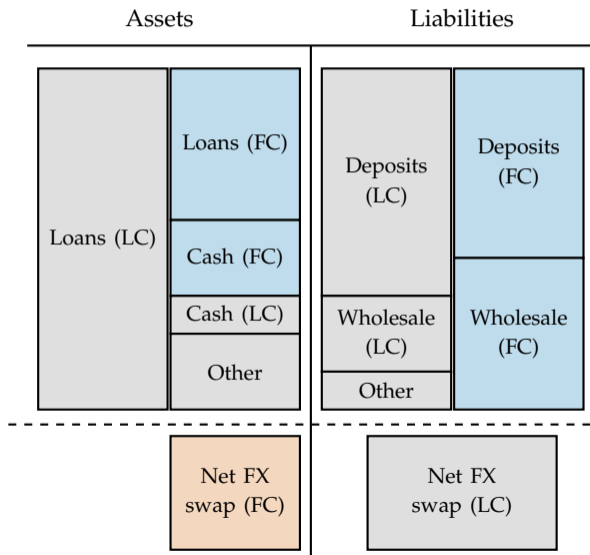 Assets
Liabilities
Loans (LC)
Loans (FC)
Cash (FC)
Cash (LC)
Other
Deposits
(LC)
Wholesale
(LC)
Other
Deposits
(FC)
Wholesale
(FC)
Net FX
swap (FC)
Net FX
swap (LC)